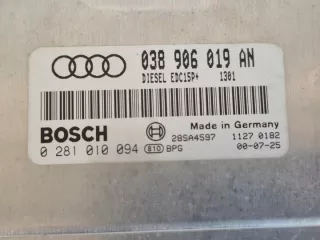 038 906 019 AN
DIESEL EDC15P+ 1301
BOSCH
Made in Germany
28SA4597 1127 0182
0 281 010 094 810 BPG 00-07-25